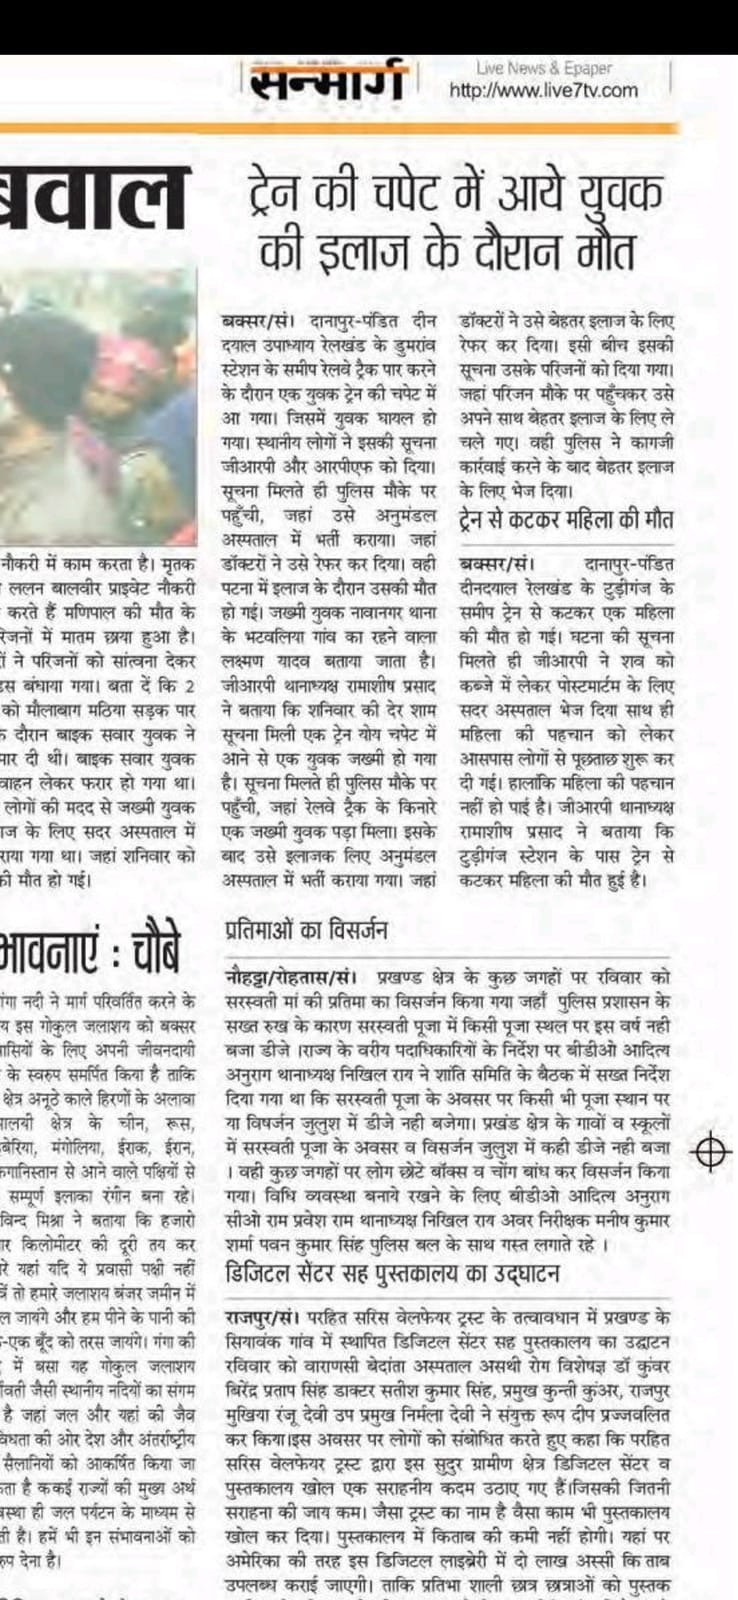 सन्मार्ग
Live News & Epaper
http://www.live7tv.com
बवाल
नौकरी में काम करता है। मृतक
ललन बालवीर प्राइवेट नौकरी
करते हैं मणिपाल की मौत के
में मातम छाया हुआ है।
ने परिजनों को सांत्वना देकर
बंधाया गया। बता दें कि 2
को मौलाबाग मठिया सड़क पार
दौरान बाइक सवार युवक ने
मार दी थी। बाइक सवार युवक
वाहन लेकर फरार हो गया था।
लोगों की मदद से जख्मी युवक
के लिए सदर अस्पताल में
कराया गया था। जहां शनिवार को
की मौत हो गई।
भावनाएं : चौबे
गंगा नदी ने मार्ग परिवर्तित करने के
इस गोकुल जलाशय को बक्सर
के लिए अपनी जीवनदायी
के स्वरुप समर्पित किया है ताकि
क्षेत्र अनूठे काले हिरणों के अलावा
क्षेत्र के चीन, रूस,
मंगोलिया, ईराक, ईरान,
से आने वाले पक्षियों से
सम्पूर्ण इलाका रंगीन बना रहे।
मिश्रा ने बताया कि हजारो
किलोमीटर की दूरी तय कर
यहां यदि ये प्रवासी पक्षी नहीं
तो हमारे जलाशय बंजर जमीन में
जायंगे और हम पीने के पानी की
-एक बूँद को तरस जायंगे। गंगा की
में बसा यह गोकुल जलाशय
जैसी स्थानीय नदियों का संगम
है जहां जल और यहां की जैव
की ओर देश और अंतर्राष्ट्रीय
सैलानियों को आकर्षित किया जा
है ककई राज्यों की मुख्य अर्थ
ही जल पर्यटन के माध्यम से
है। हमें भी इन संभावनाओं को
देना है।
ट्रेन की चपेट में आये युवक
की इलाज के दौरान मौत
बक्सर/सं। दानापुर-पंडित दीन
दयाल उपाध्याय रेलखंड के डुमरांव
स्टेशन के समीप रेलवे ट्रैक पार करने
के दौरान एक युवक ट्रेन की चपेट में
आ गया। जिसमें युवक घायल हो
गया। स्थानीय लोगों ने इसकी सूचना
जीआरपी और आरपीएफ को दिया।
सूचना मिलते ही पुलिस मौके पर
पहुँची, जहां उसे अनुमंडल
अस्पताल में भर्ती कराया। जहां
डॉक्टरों ने उसे रेफर कर दिया। वही
पटना में इलाज के दौरान उसकी मौत
हो गई। जख्मी युवक नावानगर थाना
के भटवलिया गांव का रहने वाला
लक्ष्मण यादव बताया जाता है।
जीआरपी थानाध्यक्ष रामाशीष प्रसाद
ने बताया कि शनिवार की देर शाम
सूचना मिली एक ट्रेन योय चपेट में
आने से एक युवक जख्मी हो गया
है। सूचना मिलते ही पुलिस मौके पर
पहुँची, जहां रेलवे ट्रैक के किनारे
एक जख्मी युवक पड़ा मिला। इसके
बाद उसे इलाजक लिए अनुमंडल
अस्पताल में भर्ती कराया गया। जहां
डॉक्टरों ने उसे बेहतर इलाज के लिए
रेफर कर दिया। इसी बीच इसकी
सूचना उसके परिजनों को दिया गया।
जहां परिजन मौके पर पहुँचकर उसे
अपने साथ बेहतर इलाज के लिए ले
चले गए। वही पुलिस ने कागजी
कार्रवाई करने के बाद बेहतर इलाज
के लिए भेज दिया।
ट्रेन से कटकर महिला की मौत
बक्सर/सं। दानापुर-पंडित
दीनदयाल रेलखंड के टुड़ीगंज के
समीप ट्रेन से कटकर एक महिला
की मौत हो गई। घटना की सूचना
मिलते ही जीआरपी ने शव को
कब्जे में लेकर पोस्टमार्टम के लिए
सदर अस्पताल भेज दिया साथ ही
महिला की पहचान को लेकर
आसपास लोगों से पूछताछ शुरू कर
दी गई। हालांकि महिला की पहचान
नहीं हो पाई है। जीआरपी थानाध्यक्ष
रामाशीष प्रसाद ने बताया कि
टुड़ीगंज स्टेशन के पास ट्रेन से
कटकर महिला की मौत हुई है।
प्रतिमाओं का विसर्जन
नौहट्टा/रोहतास/सं। प्रखण्ड क्षेत्र के कुछ जगहों पर रविवार को
सरस्वती मां की प्रतिमा का विसर्जन किया गया जहाँ पुलिस प्रशासन के
सख्त रुख के कारण सरस्वती पूजा में किसी पूजा स्थल पर इस वर्ष नही
बजा डीजे ।राज्य के वरीय पदाधिकारियों के निर्देश पर बीडीओ आदित्य
अनुराग थानाध्यक्ष निखिल राय ने शांति समिति के बैठक में सख्त निर्देश
दिया गया था कि सरस्वती पूजा के अवसर पर किसी भी पूजा स्थान पर
या विषर्जन जुलुश में डीजे नही बजेगा। प्रखंड क्षेत्र के गावों व स्कूलों
में सरस्वती पूजा के अवसर व विसर्जन जुलुश में कही डीजे नही बजा
। वही कुछ जगहों पर लोग छोटे बॉक्स व चोंग बांध कर विसर्जन किया
गया। विधि व्यवस्था बनाये रखने के लिए बीडीओ आदित्य अनुराग
सीओ राम प्रवेश राम थानाध्यक्ष निखिल राय अवर निरीक्षक मनीष कुमार
शर्मा पवन कुमार सिंह पुलिस बल के साथ गस्त लगाते रहे ।
डिजिटल सेंटर सह पुस्तकालय का उद्घाटन
राजपुर/सं। परहित सरिस वेलफेयर ट्रस्ट के तत्वावधान में प्रखण्ड के
सियावंक गांव में स्थापित डिजिटल सेंटर सह पुस्तकालय का उद्घाटन
रविवार को वाराणसी बेदांता अस्पताल असथी रोग विशेषज्ञ डॉ कुंवर
बिरेंद्र प्रताप सिंह डाक्टर सतीश कुमार सिंह, प्रमुख कुन्ती कुंअर, राजपुर
मुखिया रंजू देवी उप प्रमुख निर्मला देवी ने संयुक्त रूप दीप प्रज्जवलित
कर किया।इस अवसर पर लोगों को संबोधित करते हुए कहा कि परहित
सरिस वेलफेयर ट्रस्ट द्वारा इस सुदुर ग्रामीण क्षेत्र डिजिटल सेंटर व
पुस्तकालय खोल एक सराहनीय कदम उठाए गए हैं।जिसकी जितनी
सराहना की जाय कम। जैसा ट्रस्ट का नाम है वैसा काम भी पुस्तकालय
खोल कर दिया। पुस्तकालय में किताब की कमी नहीं होगी। यहां पर
अमेरिका की तरह इस डिजिटल लाइब्रेरी में दो लाख अस्सी कि ताब
उपलब्ध कराई जाएगी। ताकि प्रतिभा शाली छात्र छात्राओं को पुस्तक